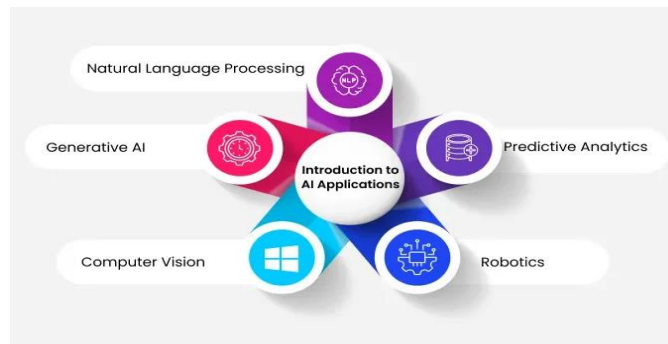 Natural Language Processing
NLP
Generative AI
Predictive Analytics
Introduction to
AI Applications
Computer Vision
Robotics